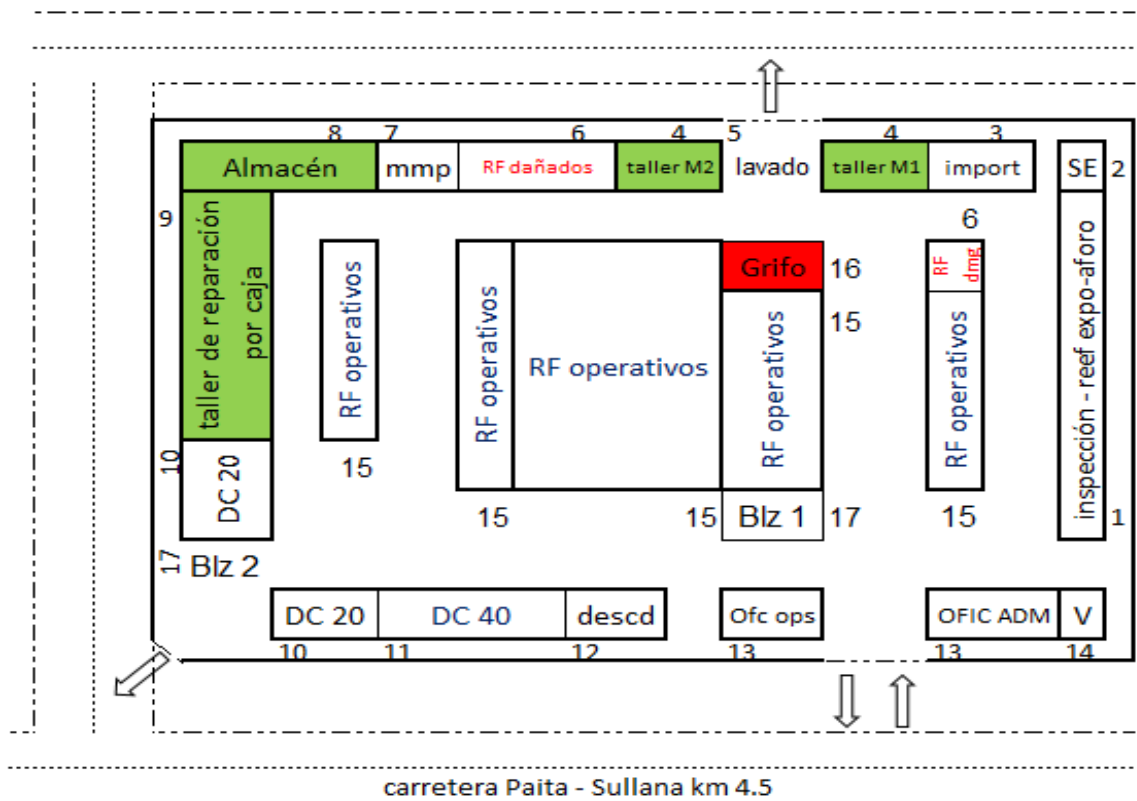 8 7 6 4 5 4 3
Almacén mmp RF dañados taller M2 lavado taller M1 import SE 2
9 6
taller de reparación
por caja
RF operativos
RF operativos
RF operativos
Grifo 16
RF
dmg
15
RF operativos
RF operativos
inspección - reef expo-aforo
10
DC 20
15
15 15 Blz 1 17 15 1
17 Blz 2
DC 20 DC 40 descd Ofc ops OFIC ADM V
10 11 12 13 13 14
carretera Paita - Sullana km 4.5